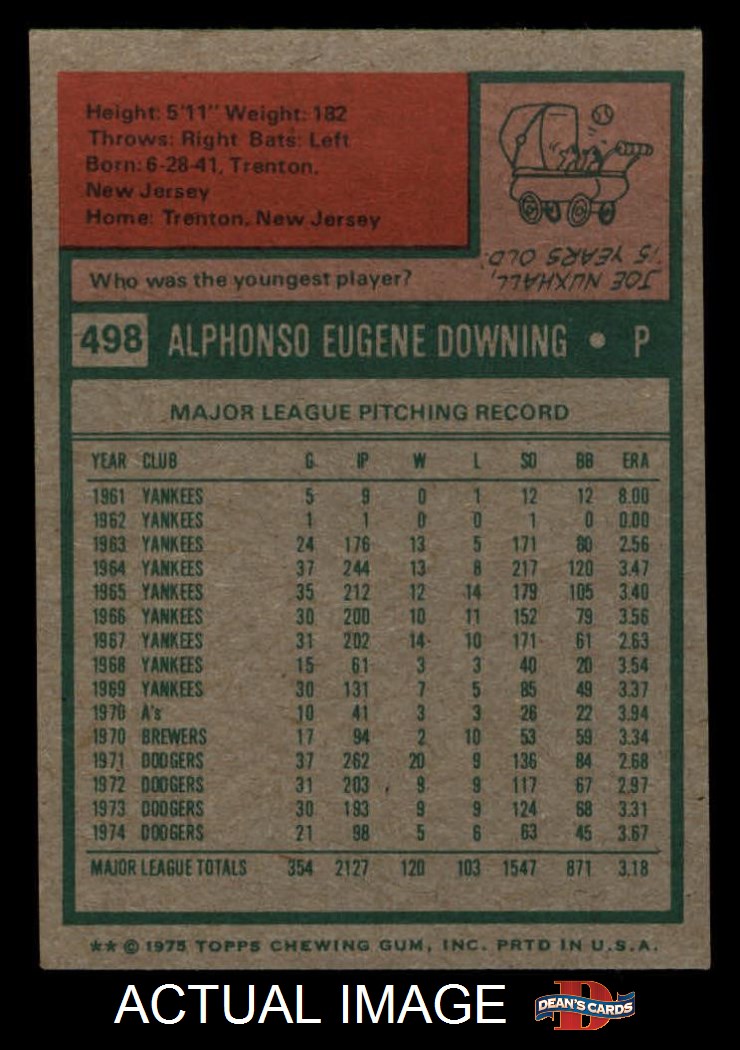 Height: 5'11" Weight: 182
Throws: Right Bats: Left
Born: 6-28-41, Trenton,
New Jersey
Home: Trenton, New Jersey
Who was the youngest player?
JOE NUXHALL,
15 YEARS OLD.
498 ALPHONSO EUGENE DOWNING • P
MAJOR LEAGUE PITCHING RECORD
YEAR CLUB G IP W L SO BB ERA
1961 YANKEES 5 9 0 1 12 12 8.00
1962 YANKEES 1 1 0 0 1 0 0.00
1963 YANKEES 24 176 13 5 171 80 2.56
1964 YANKEES 37 244 13 8 217 120 3.47
1965 YANKEES 35 212 12 14 179 105 3.40
1966 YANKEES 30 200 10 11 152 79 3.56
1967 YANKEES 31 202 14 10 171 61 2.63
1968 YANKEES 15 61 3 3 40 20 3.54
1969 YANKEES 30 131 7 5 85 49 3.37
1970 A's 10 41 3 3 26 22 3.94
1970 BREWERS 17 94 2 10 53 59 3.34
1971 DODGERS 37 262 20 9 136 84 2.68
1972 DODGERS 31 203 9 9 117 67 2.97
1973 DODGERS 30 193 9 9 124 68 3.31
1974 DODGERS 21 98 5 6 63 45 3.67
MAJOR LEAGUE TOTALS 354 2127 120 103 1547 871 3.18
** © 1975 TOPPS CHEWING GUM, INC. PRTD IN U.S.A.
ACTUAL IMAGE
D
DEAN'S CARDS